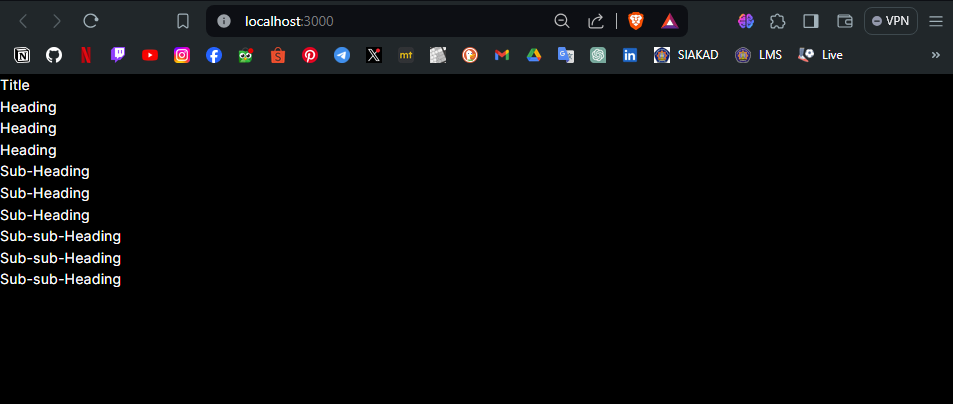 localhost:3000
VPN
mt
SIAKAD LMS Live
Title
Heading
Heading
Heading
Sub-Heading
Sub-Heading
Sub-Heading
Sub-sub-Heading
Sub-sub-Heading
Sub-sub-Heading